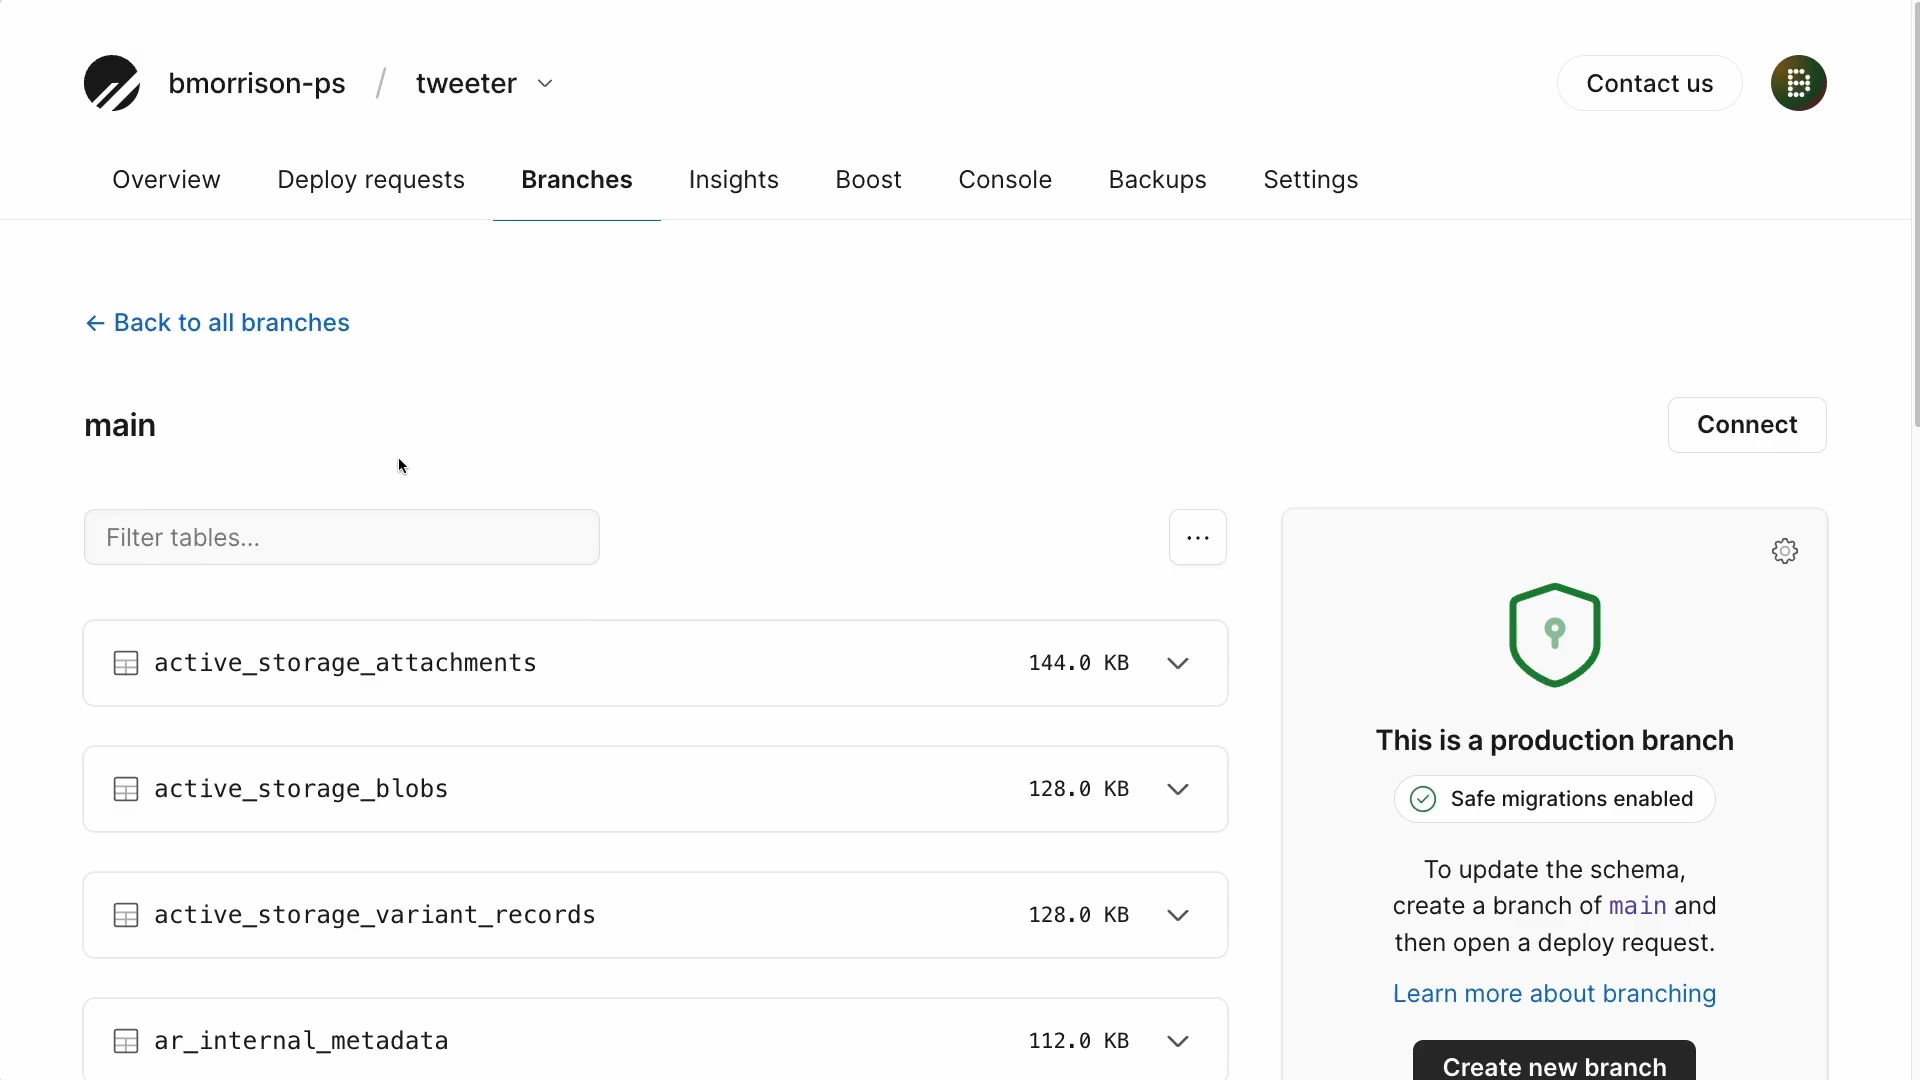 bmorrison-ps / tweeter
Contact us
Overview
Deploy requests
Branches
Insights
Boost
Console
Backups
Settings
← Back to all branches
main
Connect
Filter tables...
...
active_storage_attachments 144.0 KB
active_storage_blobs 128.0 KB
active_storage_variant_records 128.0 KB
ar_internal_metadata 112.0 KB
This is a production branch
Safe migrations enabled
To update the schema,
create a branch of main and
then open a deploy request.
Learn more about branching
Create new branch